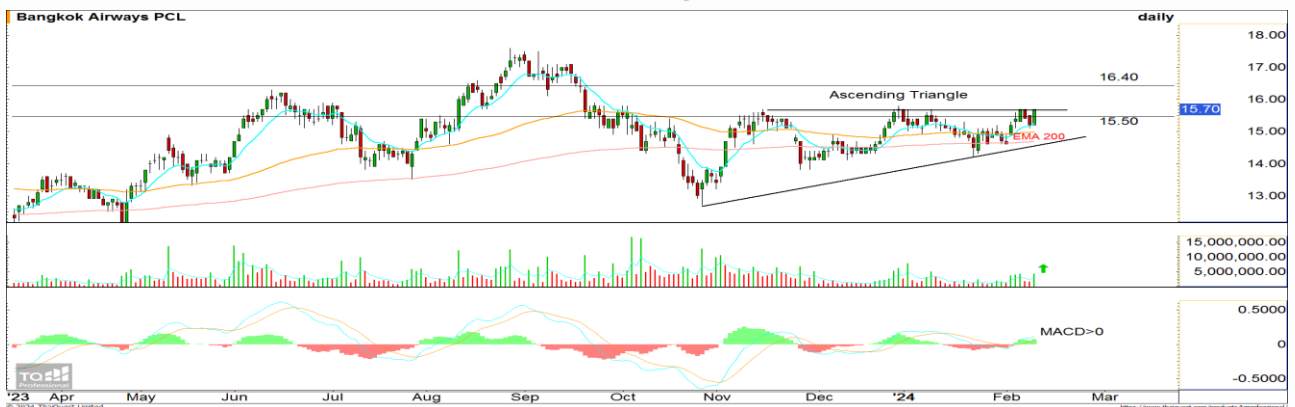 Bangkok Airways PCL
daily
18.00
17.00
16.40
Ascending Triangle
16.00
15.70
15.50
15.00
EMA 200
14.00
13.00
15,000,000.00
10,000,000.00
5,000,000.00
0.5000
MACD>0
0
-0.5000
TQ
Professional
'23 Apr May Jun Jul Aug Sep Oct Nov Dec '24 Feb Mar